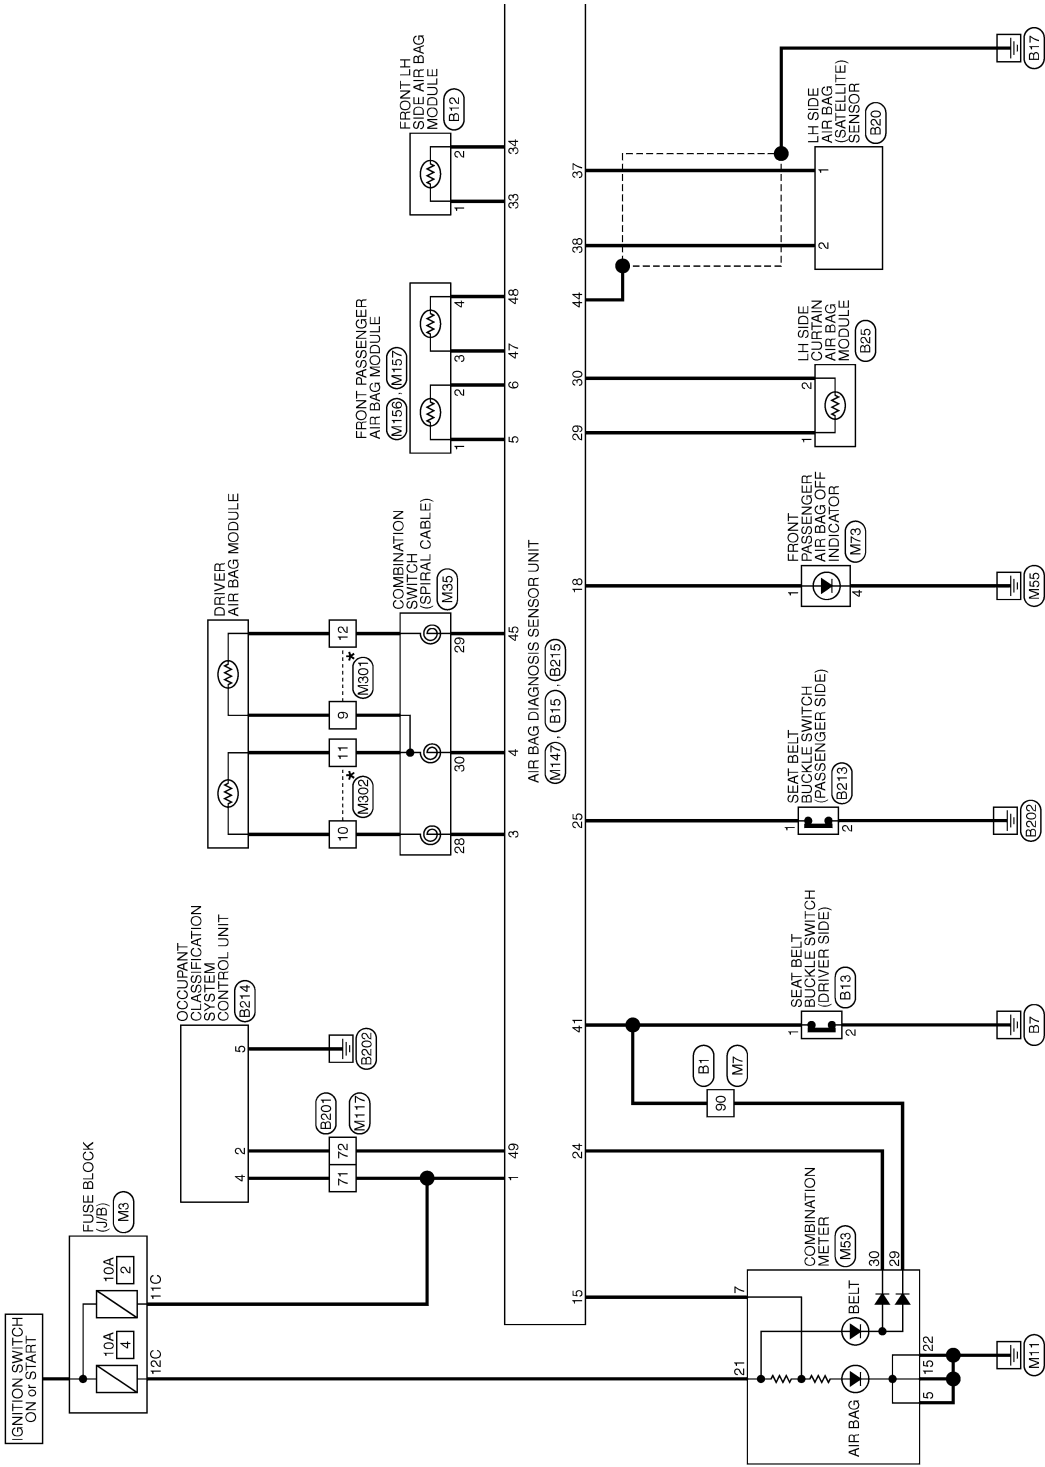 IGNITION SWITCH
ON or START
FUSE BLOCK
(J/B)
M3
10A
2
10A
4
11C
12C
OCCUPANT
CLASSIFICATION
SYSTEM
CONTROL UNIT
B214
4
2
5
B202
71
72
B201
M117
1
49
DRIVER
AIR BAG MODULE
10
11
9
12
*
M302
*
M301
COMBINATION
SWITCH
(SPIRAL CABLE)
M35
28
30
29
3
4
45
FRONT PASSENGER
AIR BAG MODULE
M156 , M157
1
2
3
4
5
6
47
48
FRONT LH
SIDE AIR BAG
MODULE
B12
1
2
33
34
AIR BAG DIAGNOSIS SENSOR UNIT
M147 , B15 , B215
15
24
41
25
18
29
30
44
38
37
COMBINATION
METER
M53
21
7
30
29
BELT
AIR BAG
5
15
22
M11
90
B1
M7
SEAT BELT
BUCKLE SWITCH
(DRIVER SIDE)
B13
1
2
B7
SEAT BELT
BUCKLE SWITCH
(PASSENGER SIDE)
B213
1
2
B202
FRONT
PASSENGER
AIR BAG OFF
INDICATOR
M73
1
4
M55
LH SIDE
CURTAIN
AIR BAG
MODULE
B25
1
2
LH SIDE
AIR BAG
(SATELLITE)
SENSOR
B20
2
1
B17